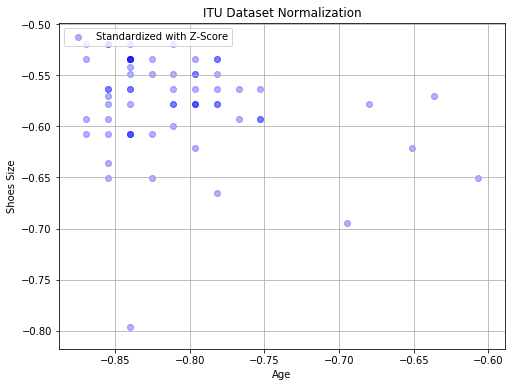 ITU Dataset Normalization
Standardized with Z-Score
−0.50
−0.55
−0.60
−0.65
−0.70
−0.75
−0.80
Shoes Size
−0.85 −0.80 −0.75 −0.70 −0.65 −0.60
Age